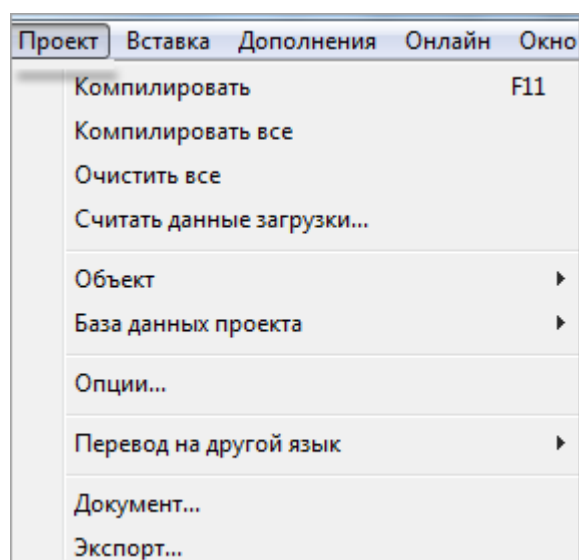 Проект Вставка Дополнения Онлайн Окно
Компилировать F11
Компилировать все
Очистить все
Считать данные загрузки...
Объект
База данных проекта
Опции...
Перевод на другой язык
Документ...
Экспорт...